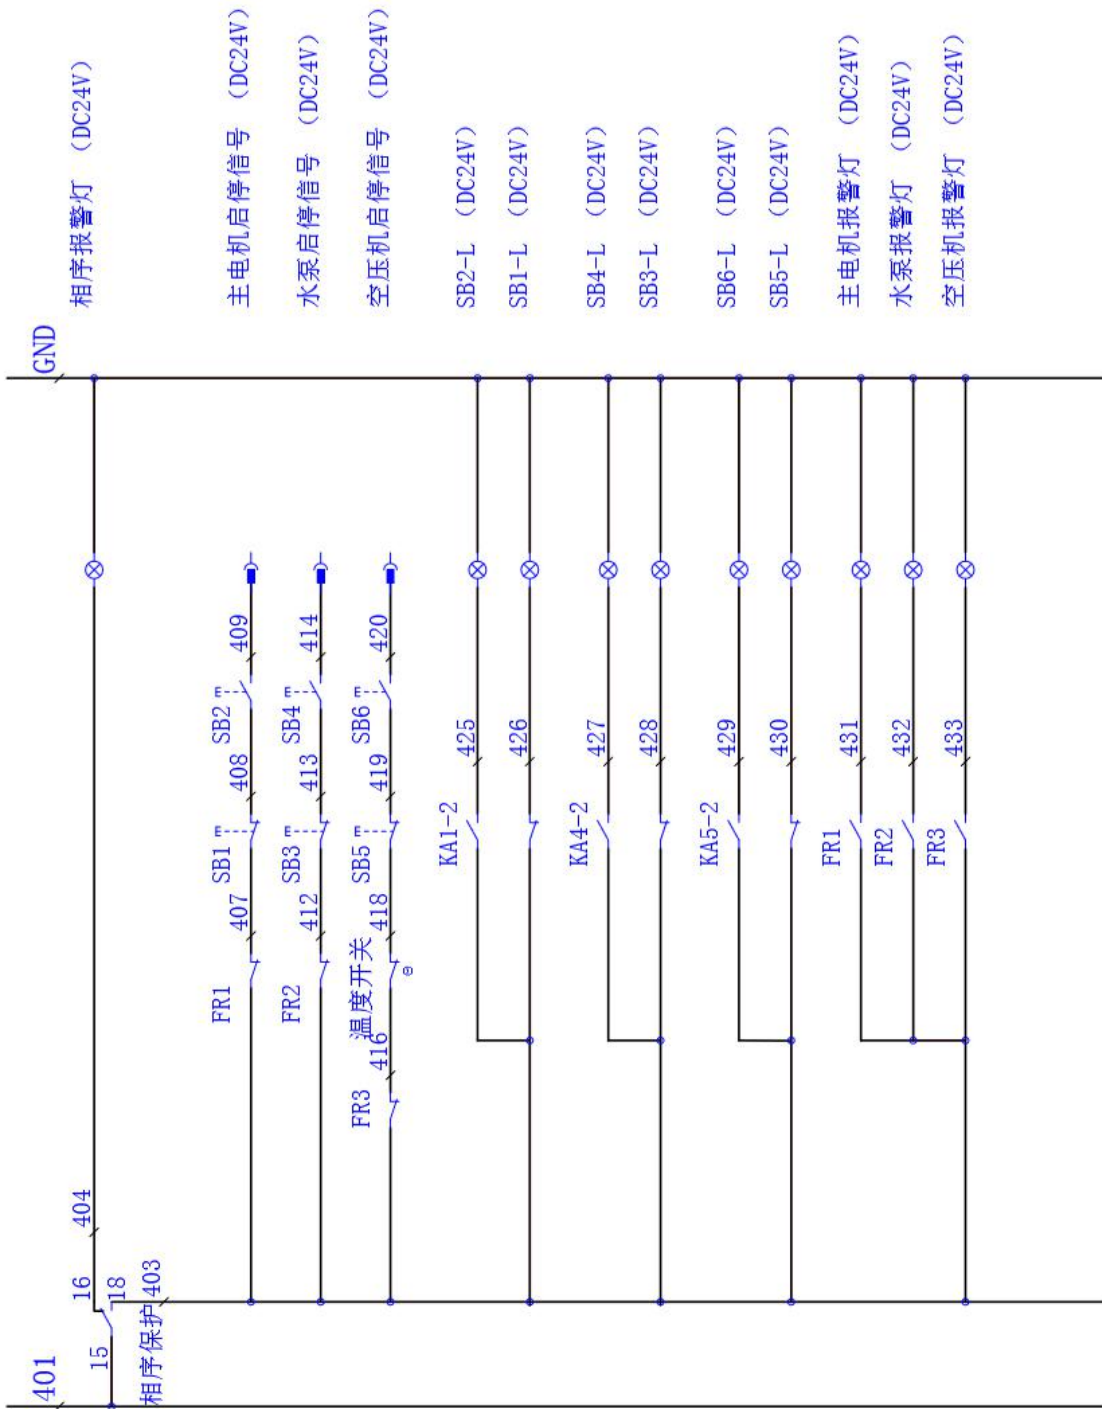 相序报警灯 (DC24V)
主电机启停信号 (DC24V)
水泵启停信号 (DC24V)
空压机启停信号 (DC24V)
SB2-L (DC24V)
SB1-L (DC24V)
SB4-L (DC24V)
SB3-L (DC24V)
SB6-L (DC24V)
SB5-L (DC24V)
主电机报警灯 (DC24V)
水泵报警灯 (DC24V)
空压机报警灯 (DC24V)
GND
409
414
420
SB2
SB4
SB6
408
413
419
425
426
427
428
429
430
431
432
433
SB1
SB3
SB5
KA1-2
KA4-2
KA5-2
FR1
FR2
FR3
407
412
418
FR1
FR2
温度开关
416
FR3
404
16
18
403
15
相序保护
401